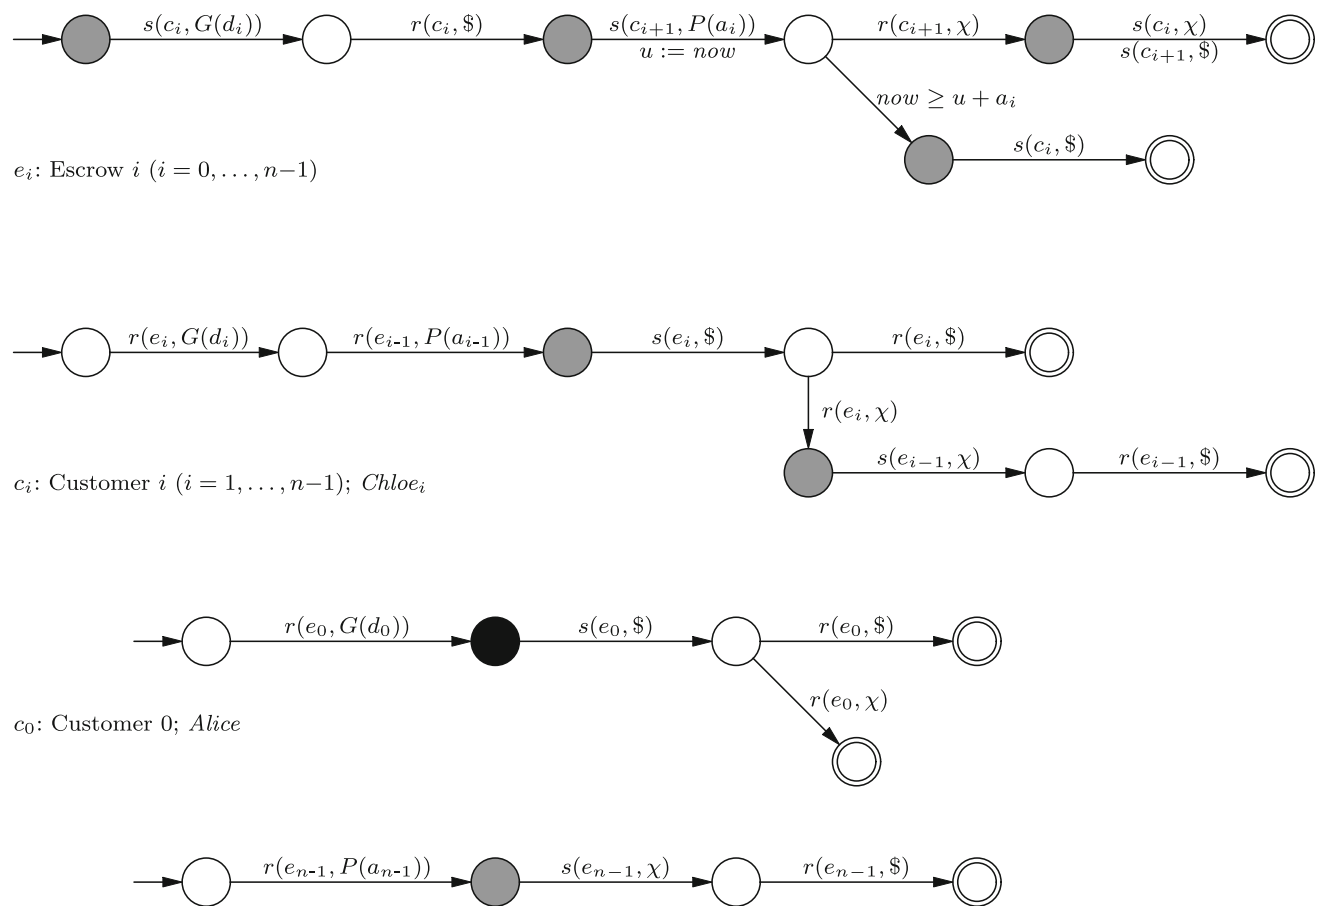 s(c_i, G(d_i)) r(c_i, $) s(c_{i+1}, P(a_i)) r(c_{i+1}, χ) s(c_i, χ)
u := now s(c_{i+1}, $)
now ≥ u + a_i
s(c_i, $)
e_i: Escrow i (i = 0, …, n−1)
r(e_i, G(d_i)) r(e_{i-1}, P(a_{i-1})) s(e_i, $) r(e_i, $)
r(e_i, χ)
s(e_{i−1}, χ) r(e_{i−1}, $)
c_i: Customer i (i = 1, …, n−1); Chloe_i
r(e_0, G(d_0)) s(e_0, $) r(e_0, $)
r(e_0, χ)
c_0: Customer 0; Alice
r(e_{n-1}, P(a_{n-1})) s(e_{n−1}, χ) r(e_{n−1}, $)